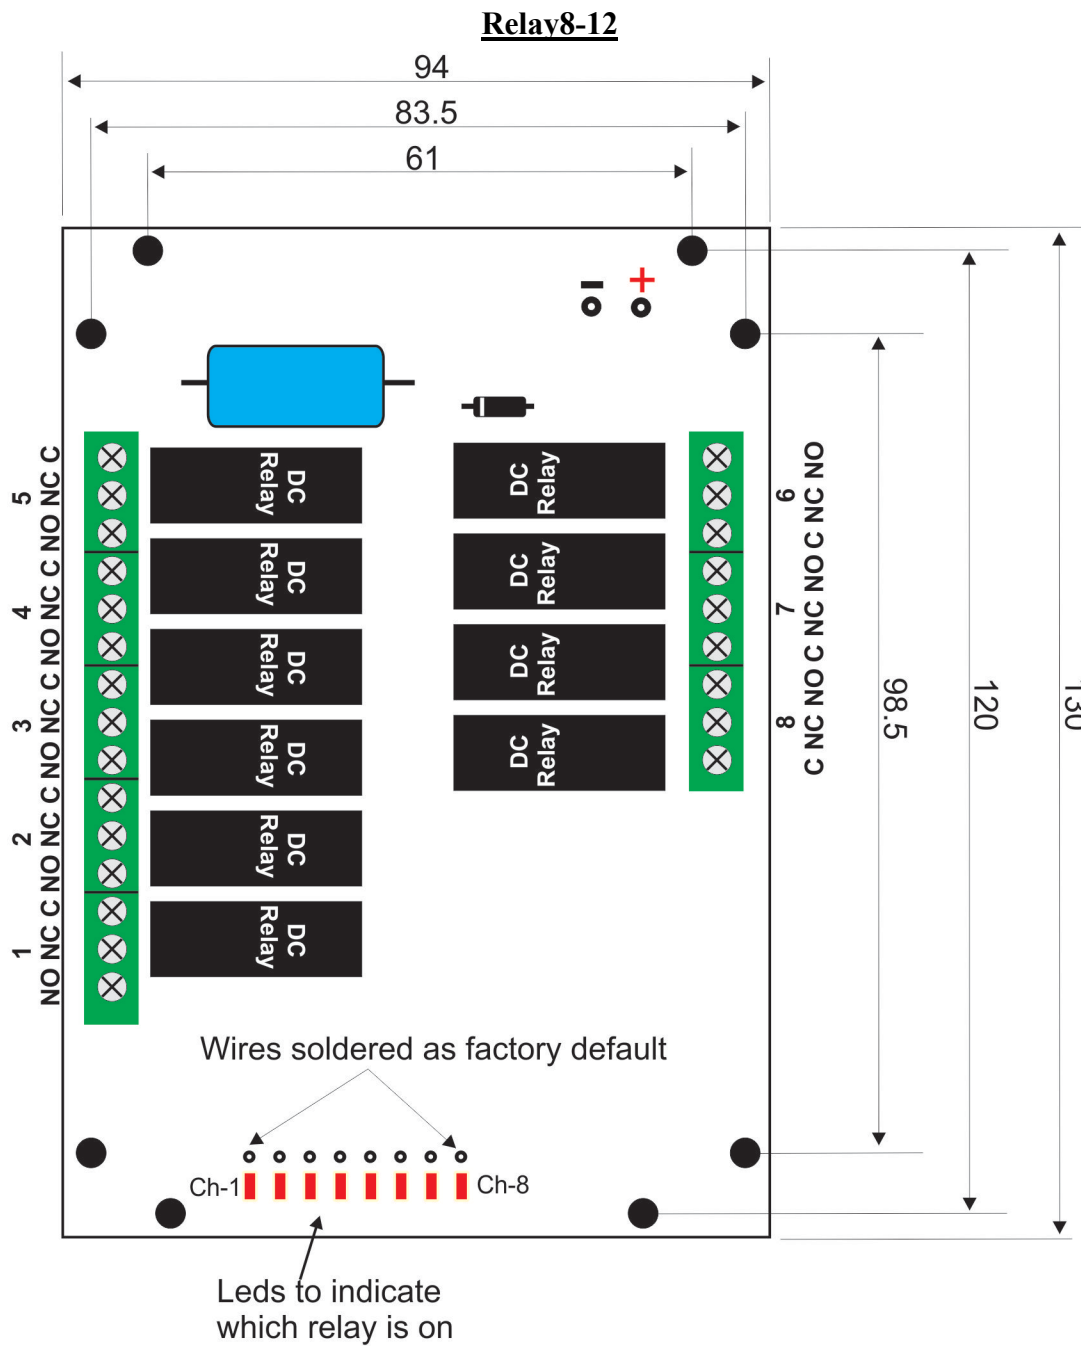 Relay8-12
94
83.5
61
- +
5
C
NC
NO
4
C
NC
NO
3
C
NC
NO
2
C
NC
NO
1
C
NC
NO
DC
Relay
DC
Relay
DC
Relay
DC
Relay
DC
Relay
DC
Relay
DC
Relay
DC
Relay
DC
Relay
DC
Relay
6
NO
NC
C
7
NO
NC
C
8
NO
NC
C
98.5
120
130
Wires soldered as factory default
Ch-1
Ch-8
Leds to indicate
which relay is on